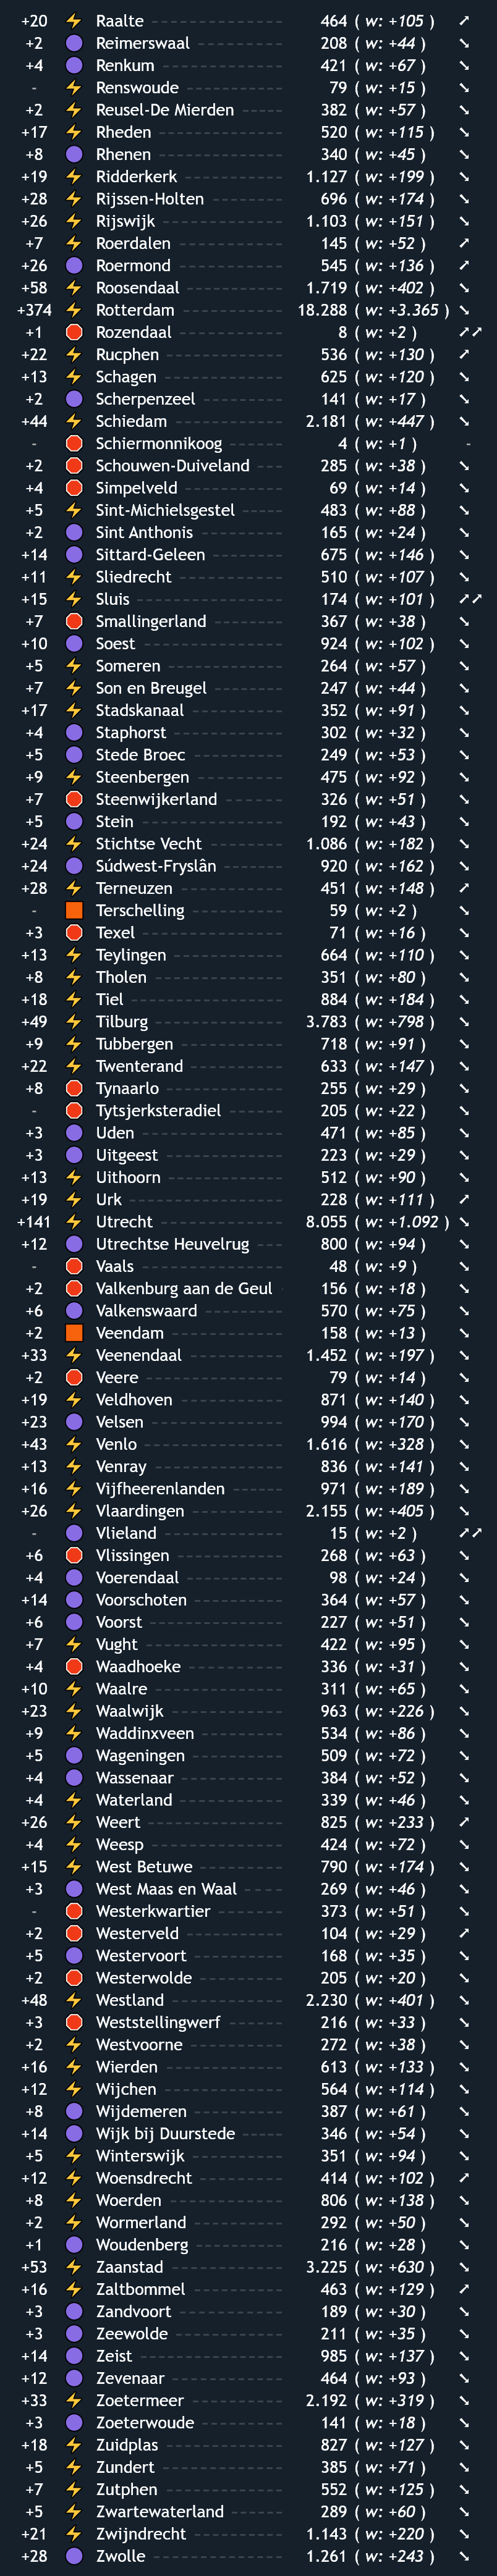 +20 Raalte 464 ( w: +105 )
+2 Reimerswaal 208 ( w: +44 )
+4 Renkum 421 ( w: +67 )
- Renswoude 79 ( w: +15 )
+2 Reusel-De Mierden 382 ( w: +57 )
+17 Rheden 520 ( w: +115 )
+8 Rhenen 340 ( w: +45 )
+19 Ridderkerk 1.127 ( w: +199 )
+28 Rijssen-Holten 696 ( w: +174 )
+26 Rijswijk 1.103 ( w: +151 )
+7 Roerdalen 145 ( w: +52 )
+26 Roermond 545 ( w: +136 )
+58 Roosendaal 1.719 ( w: +402 )
+374 Rotterdam 18.288 ( w: +3.365 )
+1 Rozendaal 8 ( w: +2 )
+22 Rucphen 536 ( w: +130 )
+13 Schagen 625 ( w: +120 )
+2 Scherpenzeel 141 ( w: +17 )
+44 Schiedam 2.181 ( w: +447 )
- Schiermonnikoog 4 ( w: +1 ) -
+2 Schouwen-Duiveland 285 ( w: +38 )
+4 Simpelveld 69 ( w: +14 )
+5 Sint-Michielsgestel 483 ( w: +88 )
+2 Sint Anthonis 165 ( w: +24 )
+14 Sittard-Geleen 675 ( w: +146 )
+11 Sliedrecht 510 ( w: +107 )
+15 Sluis 174 ( w: +101 )
+7 Smallingerland 367 ( w: +38 )
+10 Soest 924 ( w: +102 )
+5 Someren 264 ( w: +57 )
+7 Son en Breugel 247 ( w: +44 )
+17 Stadskanaal 352 ( w: +91 )
+4 Staphorst 302 ( w: +32 )
+5 Stede Broec 249 ( w: +53 )
+9 Steenbergen 475 ( w: +92 )
+7 Steenwijkerland 326 ( w: +51 )
+5 Stein 192 ( w: +43 )
+24 Stichtse Vecht 1.086 ( w: +182 )
+24 Súdwest-Fryslân 920 ( w: +162 )
+28 Terneuzen 451 ( w: +148 )
- Terschelling 59 ( w: +2 )
+3 Texel 71 ( w: +16 )
+13 Teylingen 664 ( w: +110 )
+8 Tholen 351 ( w: +80 )
+18 Tiel 884 ( w: +184 )
+49 Tilburg 3.783 ( w: +798 )
+9 Tubbergen 718 ( w: +91 )
+22 Twenterand 633 ( w: +147 )
+8 Tynaarlo 255 ( w: +29 )
- Tytsjerksteradiel 205 ( w: +22 )
+3 Uden 471 ( w: +85 )
+3 Uitgeest 223 ( w: +29 )
+13 Uithoorn 512 ( w: +90 )
+19 Urk 228 ( w: +111 )
+141 Utrecht 8.055 ( w: +1.092 )
+12 Utrechtse Heuvelrug 800 ( w: +94 )
- Vaals 48 ( w: +9 )
+2 Valkenburg aan de Geul 156 ( w: +18 )
+6 Valkenswaard 570 ( w: +75 )
+2 Veendam 158 ( w: +13 )
+33 Veenendaal 1.452 ( w: +197 )
+2 Veere 79 ( w: +14 )
+19 Veldhoven 871 ( w: +140 )
+23 Velsen 994 ( w: +170 )
+43 Venlo 1.616 ( w: +328 )
+13 Venray 836 ( w: +141 )
+16 Vijfheerenlanden 971 ( w: +189 )
+26 Vlaardingen 2.155 ( w: +405 )
- Vlieland 15 ( w: +2 )
+6 Vlissingen 268 ( w: +63 )
+4 Voerendaal 98 ( w: +24 )
+14 Voorschoten 364 ( w: +57 )
+6 Voorst 227 ( w: +51 )
+7 Vught 422 ( w: +95 )
+4 Waadhoeke 336 ( w: +31 )
+10 Waalre 311 ( w: +65 )
+23 Waalwijk 963 ( w: +226 )
+9 Waddinxveen 534 ( w: +86 )
+5 Wageningen 509 ( w: +72 )
+4 Wassenaar 384 ( w: +52 )
+4 Waterland 339 ( w: +46 )
+26 Weert 825 ( w: +233 )
+4 Weesp 424 ( w: +72 )
+15 West Betuwe 790 ( w: +174 )
+3 West Maas en Waal 269 ( w: +46 )
- Westerkwartier 373 ( w: +51 )
+2 Westerveld 104 ( w: +29 )
+5 Westervoort 168 ( w: +35 )
+2 Westerwolde 205 ( w: +20 )
+48 Westland 2.230 ( w: +401 )
+3 Weststellingwerf 216 ( w: +33 )
+2 Westvoorne 272 ( w: +38 )
+16 Wierden 613 ( w: +133 )
+12 Wijchen 564 ( w: +114 )
+8 Wijdemeren 387 ( w: +61 )
+14 Wijk bij Duurstede 346 ( w: +54 )
+5 Winterswijk 351 ( w: +94 )
+12 Woensdrecht 414 ( w: +102 )
+8 Woerden 806 ( w: +138 )
+2 Wormerland 292 ( w: +50 )
+1 Woudenberg 216 ( w: +28 )
+53 Zaanstad 3.225 ( w: +630 )
+16 Zaltbommel 463 ( w: +129 )
+3 Zandvoort 189 ( w: +30 )
+3 Zeewolde 211 ( w: +35 )
+14 Zeist 985 ( w: +137 )
+12 Zevenaar 464 ( w: +93 )
+33 Zoetermeer 2.192 ( w: +319 )
+3 Zoeterwoude 141 ( w: +18 )
+18 Zuidplas 827 ( w: +127 )
+5 Zundert 385 ( w: +71 )
+7 Zutphen 552 ( w: +125 )
+5 Zwartewaterland 289 ( w: +60 )
+21 Zwijndrecht 1.143 ( w: +220 )
+28 Zwolle 1.261 ( w: +243 )